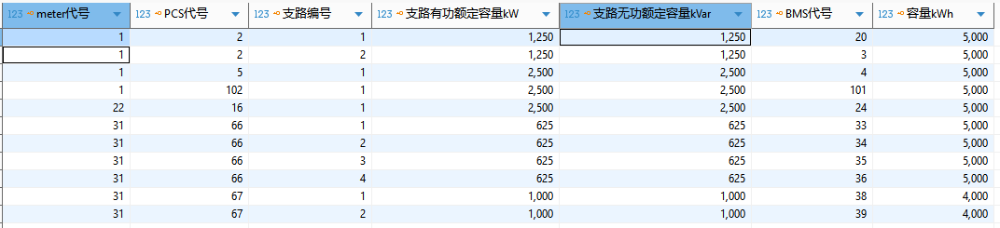 123 meter代号 123 PCS代号 123 支路编号 123 支路有功额定容量kW 123 支路无功额定容量kVar 123 BMS代号 123 容量kWh
1 2 1 1,250 1,250 20 5,000
1 2 2 1,250 1,250 3 5,000
1 5 1 2,500 2,500 4 5,000
1 102 1 2,500 2,500 101 5,000
22 16 1 2,500 2,500 24 5,000
31 66 1 625 625 33 5,000
31 66 2 625 625 34 5,000
31 66 3 625 625 35 5,000
31 66 4 625 625 36 5,000
31 67 1 1,000 1,000 38 4,000
31 67 2 1,000 1,000 39 4,000